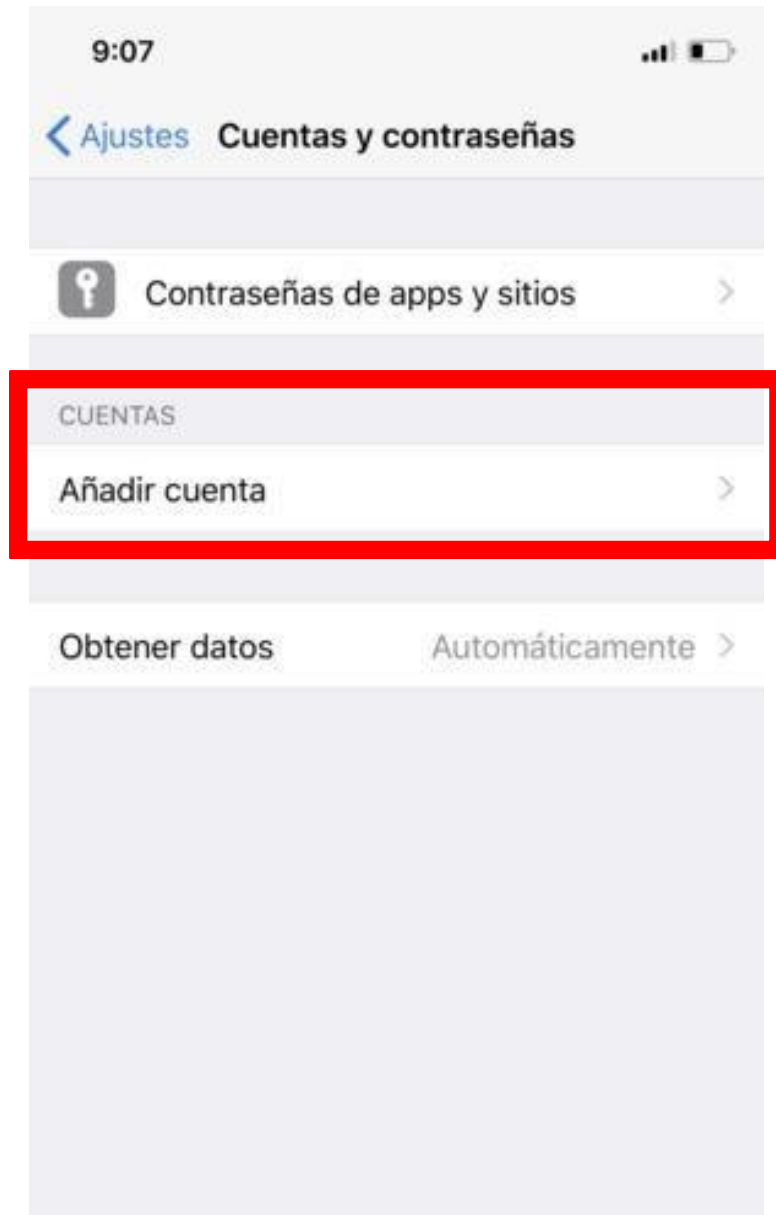 9:07
Ajustes Cuentas y contraseñas
Contraseñas de apps y sitios
CUENTAS
Añadir cuenta
Obtener datos Automáticamente